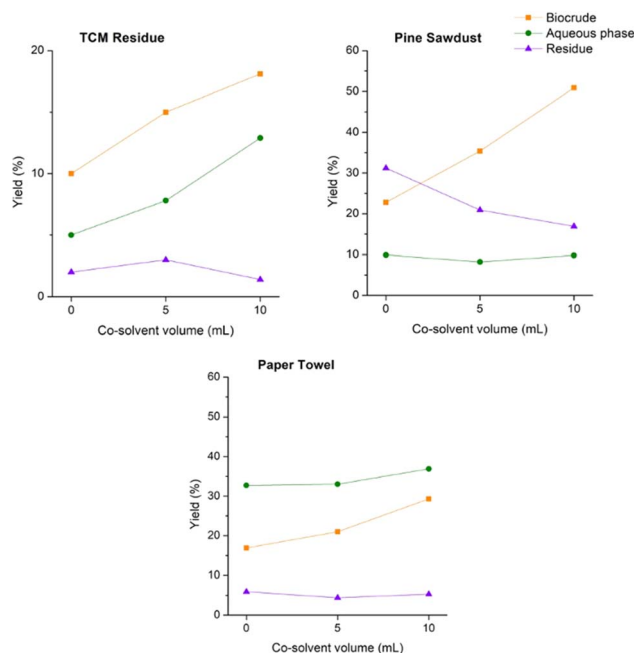 TCM Residue
Pine Sawdust
Biocrude
Aqueous phase
Residue
20
10
0
Yield (%)
0 5 10
Co-solvent volume (mL)
60
50
40
30
20
10
0
Yield (%)
0 5 10
Co-solvent volume (mL)
Paper Towel
60
50
40
30
20
10
0
Yield (%)
0 5 10
Co-solvent volume (mL)